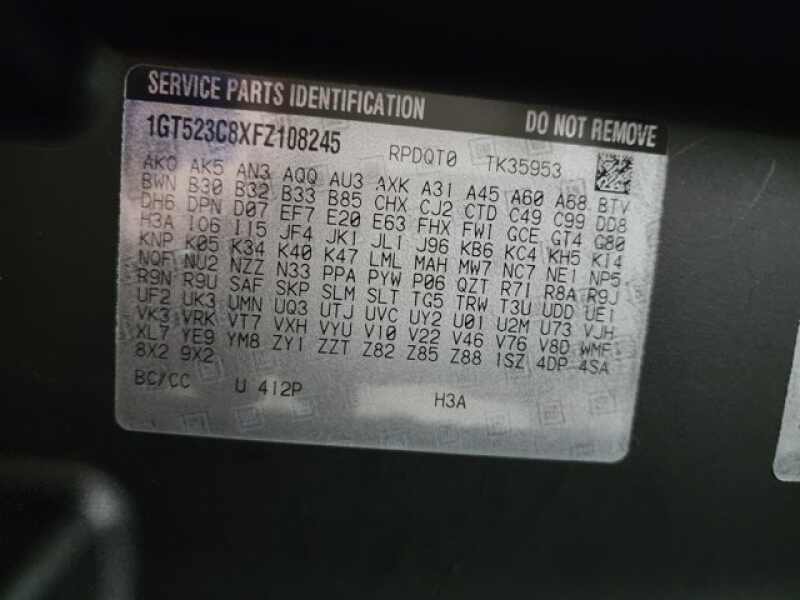 SERVICE PARTS IDENTIFICATION DO NOT REMOVE
1GT523C8XFZ108245 RPDQT0 TK35953
AKO AK5 AN3 AQQ AU3 AXK A31 A45 A60 A68 BTV
BWN B30 B32 B33 B85 CHX CJ2 CTD C49 C99 DD8
DH6 DPN D07 EF7 E20 E63 FHX FWI GCE GT4 G80
H3A IO6 I15 JF4 JK1 JL1 J96 KB6 KC4 KH5 K14
KNP K05 K34 K40 K47 LML MAH MW7 NC7 NE1 NP5
NQF NU2 NZZ N33 PPA PYW P06 QZT R7I R8A R9J
R9N R9U SAF SKP SLM SLT TG5 TRW T3U UDD UE1
UF2 UK3 UMN UQ3 UTJ UVC UY2 U01 U2M U73 VJH
VK3 VRK VT7 VXH VYU V10 V22 V46 V76 V8D WMF
XL7 YE9 YM8 ZY1 ZZT Z82 Z85 Z88 1SZ 4DP 4SA
8X2 9X2
BC/CC U 412P H3A